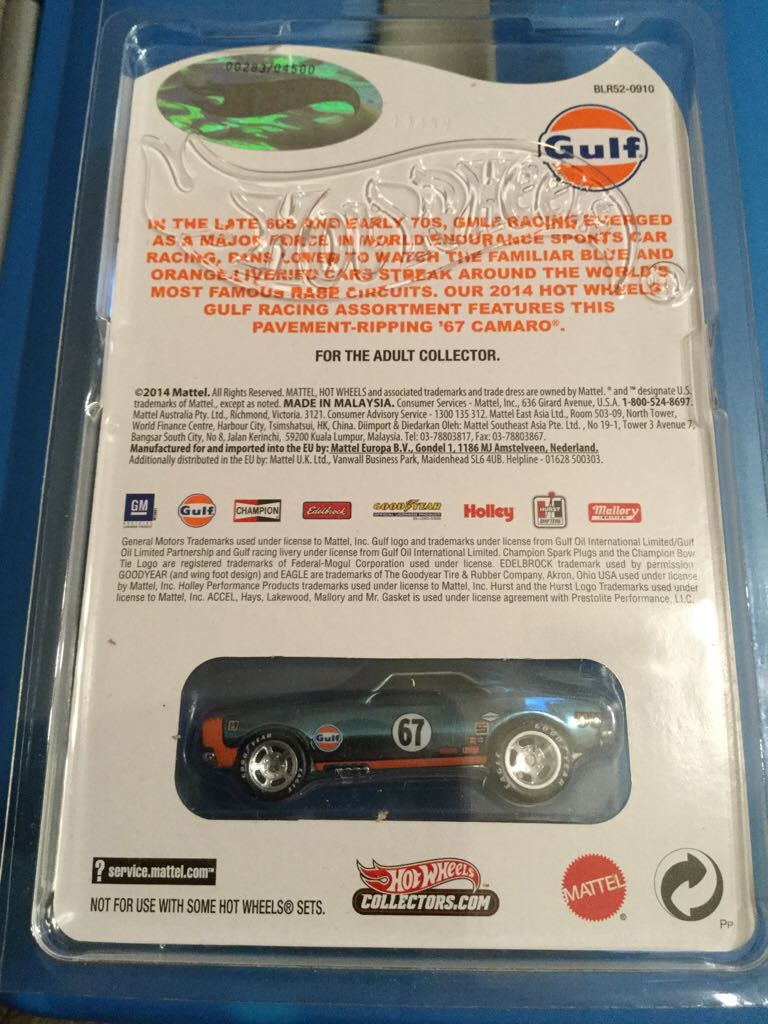 00283/04500
BLR52-0910
Gulf
Hot Wheels
®
IN THE LATE 60S AND EARLY 70S, GULF RACING EMERGED
AS A MAJOR FORCE IN WORLD ENDURANCE SPORTS CAR
RACING. FANS LOVED TO WATCH THE FAMILIAR BLUE AND
ORANGE-LIVERIED CARS STREAK AROUND THE WORLD'S
MOST FAMOUS RACE CIRCUITS. OUR 2014 HOT WHEELS®
GULF RACING ASSORTMENT FEATURES THIS
PAVEMENT-RIPPING '67 CAMARO®.
FOR THE ADULT COLLECTOR.
©2014 Mattel. All Rights Reserved. MATTEL, HOT WHEELS and associated trademarks and trade dress are owned by Mattel. ® and ™ designate U.S.
trademarks of Mattel, except as noted. MADE IN MALAYSIA. Consumer Services - Mattel, Inc., 636 Girard Avenue, U.S.A. 1-800-524-8697.
Mattel Australia Pty. Ltd., Richmond, Victoria. 3121. Consumer Advisory Service - 1300 135 312. Mattel East Asia Ltd., Room 503-09, North Tower,
World Finance Centre, Harbour City, Tsimshatsui, HK, China. Diimport & Diedarkan Oleh: Mattel Southeast Asia Pte. Ltd. , No 19-1, Tower 3 Avenue 7,
Bangsar South City, No 8, Jalan Kerinchi, 59200 Kuala Lumpur, Malaysia. Tel: 03-78803817, Fax: 03-78803867.
Manufactured for and imported into the EU by: Mattel Europa B.V., Gondel 1, 1186 MJ Amstelveen, Nederland.
Additionally distributed in the EU by: Mattel U.K. Ltd., Vanwall Business Park, Maidenhead SL6 4UB. Helpline - 01628 500303.
GM Gulf CHAMPION Edelbrock GOODYEAR Holley HURST SHIFTERS Mallory IGNITION
General Motors Trademarks used under license to Mattel, Inc. Gulf logo and trademarks under license from Gulf Oil International Limited/Gulf
Oil Limited Partnership and Gulf racing livery under license from Gulf Oil International Limited. Champion Spark Plugs and the Champion Bow
Tie Logo are registered trademarks of Federal-Mogul Corporation used under license. EDELBROCK trademark used by permission.
GOODYEAR (and wing foot design) and EAGLE are trademarks of The Goodyear Tire & Rubber Company, Akron, Ohio USA used under license
by Mattel, Inc. Holley Performance Products trademarks used under license to Mattel, Inc. Hurst and the Hurst Logo Trademarks used under
license to Mattel, Inc. ACCEL, Hays, Lakewood, Mallory and Mr. Gasket is used under license agreement with Prestolite Performance, LLC.
Gulf
67
GOODYEAR
EAGLE
GOODYEAR
EAGLE
? service.mattel.com™
NOT FOR USE WITH SOME HOT WHEELS® SETS.
HOT WHEELS™
COLLECTORS.COM
MATTEL®
PP